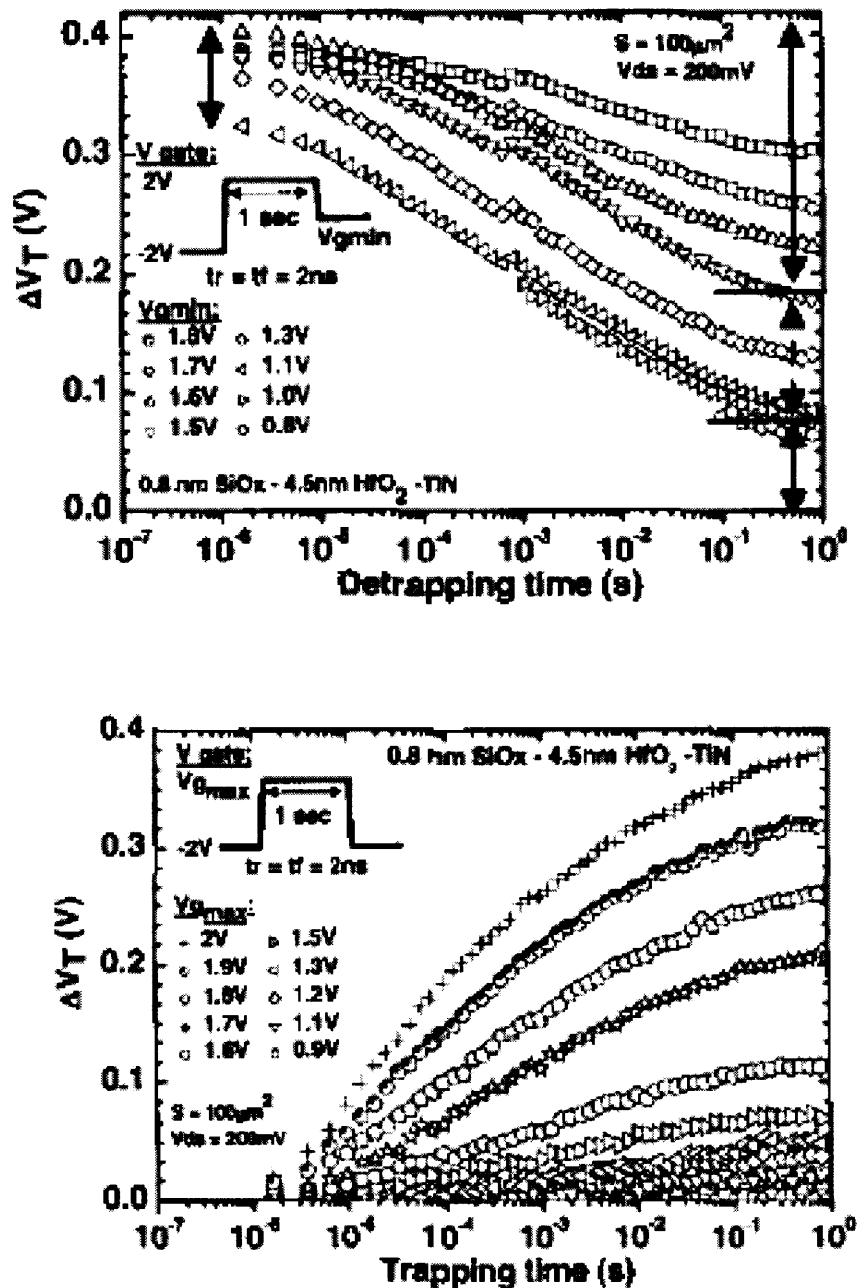 0.4
0.3
0.2
0.1
0.0
ΔV_T (V)
S = 100µm²
Vds = 200mV
V gate:
2V
1 sec
-2V
Vgmin
tr = tf = 2ns
Vgmin:
1.8V 1.3V
1.7V 1.1V
1.6V 1.0V
1.5V 0.8V
0.8 nm SiOx - 4.5nm HfO₂ -TiN
10⁻⁷ 10⁻⁶ 10⁻⁵ 10⁻⁴ 10⁻³ 10⁻² 10⁻¹ 10⁰
Detrapping time (s)
0.4
0.3
0.2
0.1
0.0
ΔV_T (V)
V gate:
0.8 nm SiOx - 4.5nm HfO₂ -TiN
Vg_max
1 sec
-2V
tr = tf = 2ns
Vg_max:
2V 1.5V
1.9V 1.3V
1.8V 1.2V
1.7V 1.1V
1.6V 0.9V
S = 100µm²
Vds = 200mV
10⁻⁷ 10⁻⁶ 10⁻⁵ 10⁻⁴ 10⁻³ 10⁻² 10⁻¹ 10⁰
Trapping time (s)